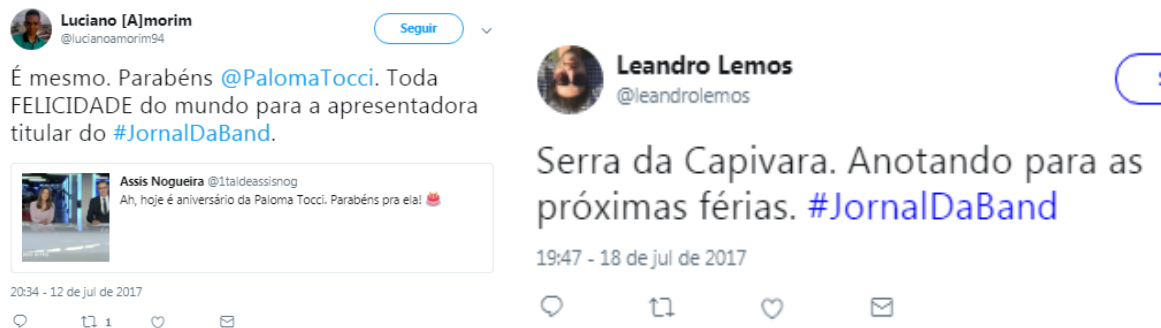 Luciano [A]morim
@lucianoamorim94
Seguir
É mesmo. Parabéns @PalomaTocci. Toda
FELICIDADE do mundo para a apresentadora
titular do #JornalDaBand.
Assis Nogueira @1taldeassisnog
Ah, hoje é aniversário da Paloma Tocci. Parabéns pra ela! 🎂
20:34 - 12 de jul de 2017
1
Leandro Lemos
@leandrolemos
Serra da Capivara. Anotando para as
próximas férias. #JornalDaBand
19:47 - 18 de jul de 2017